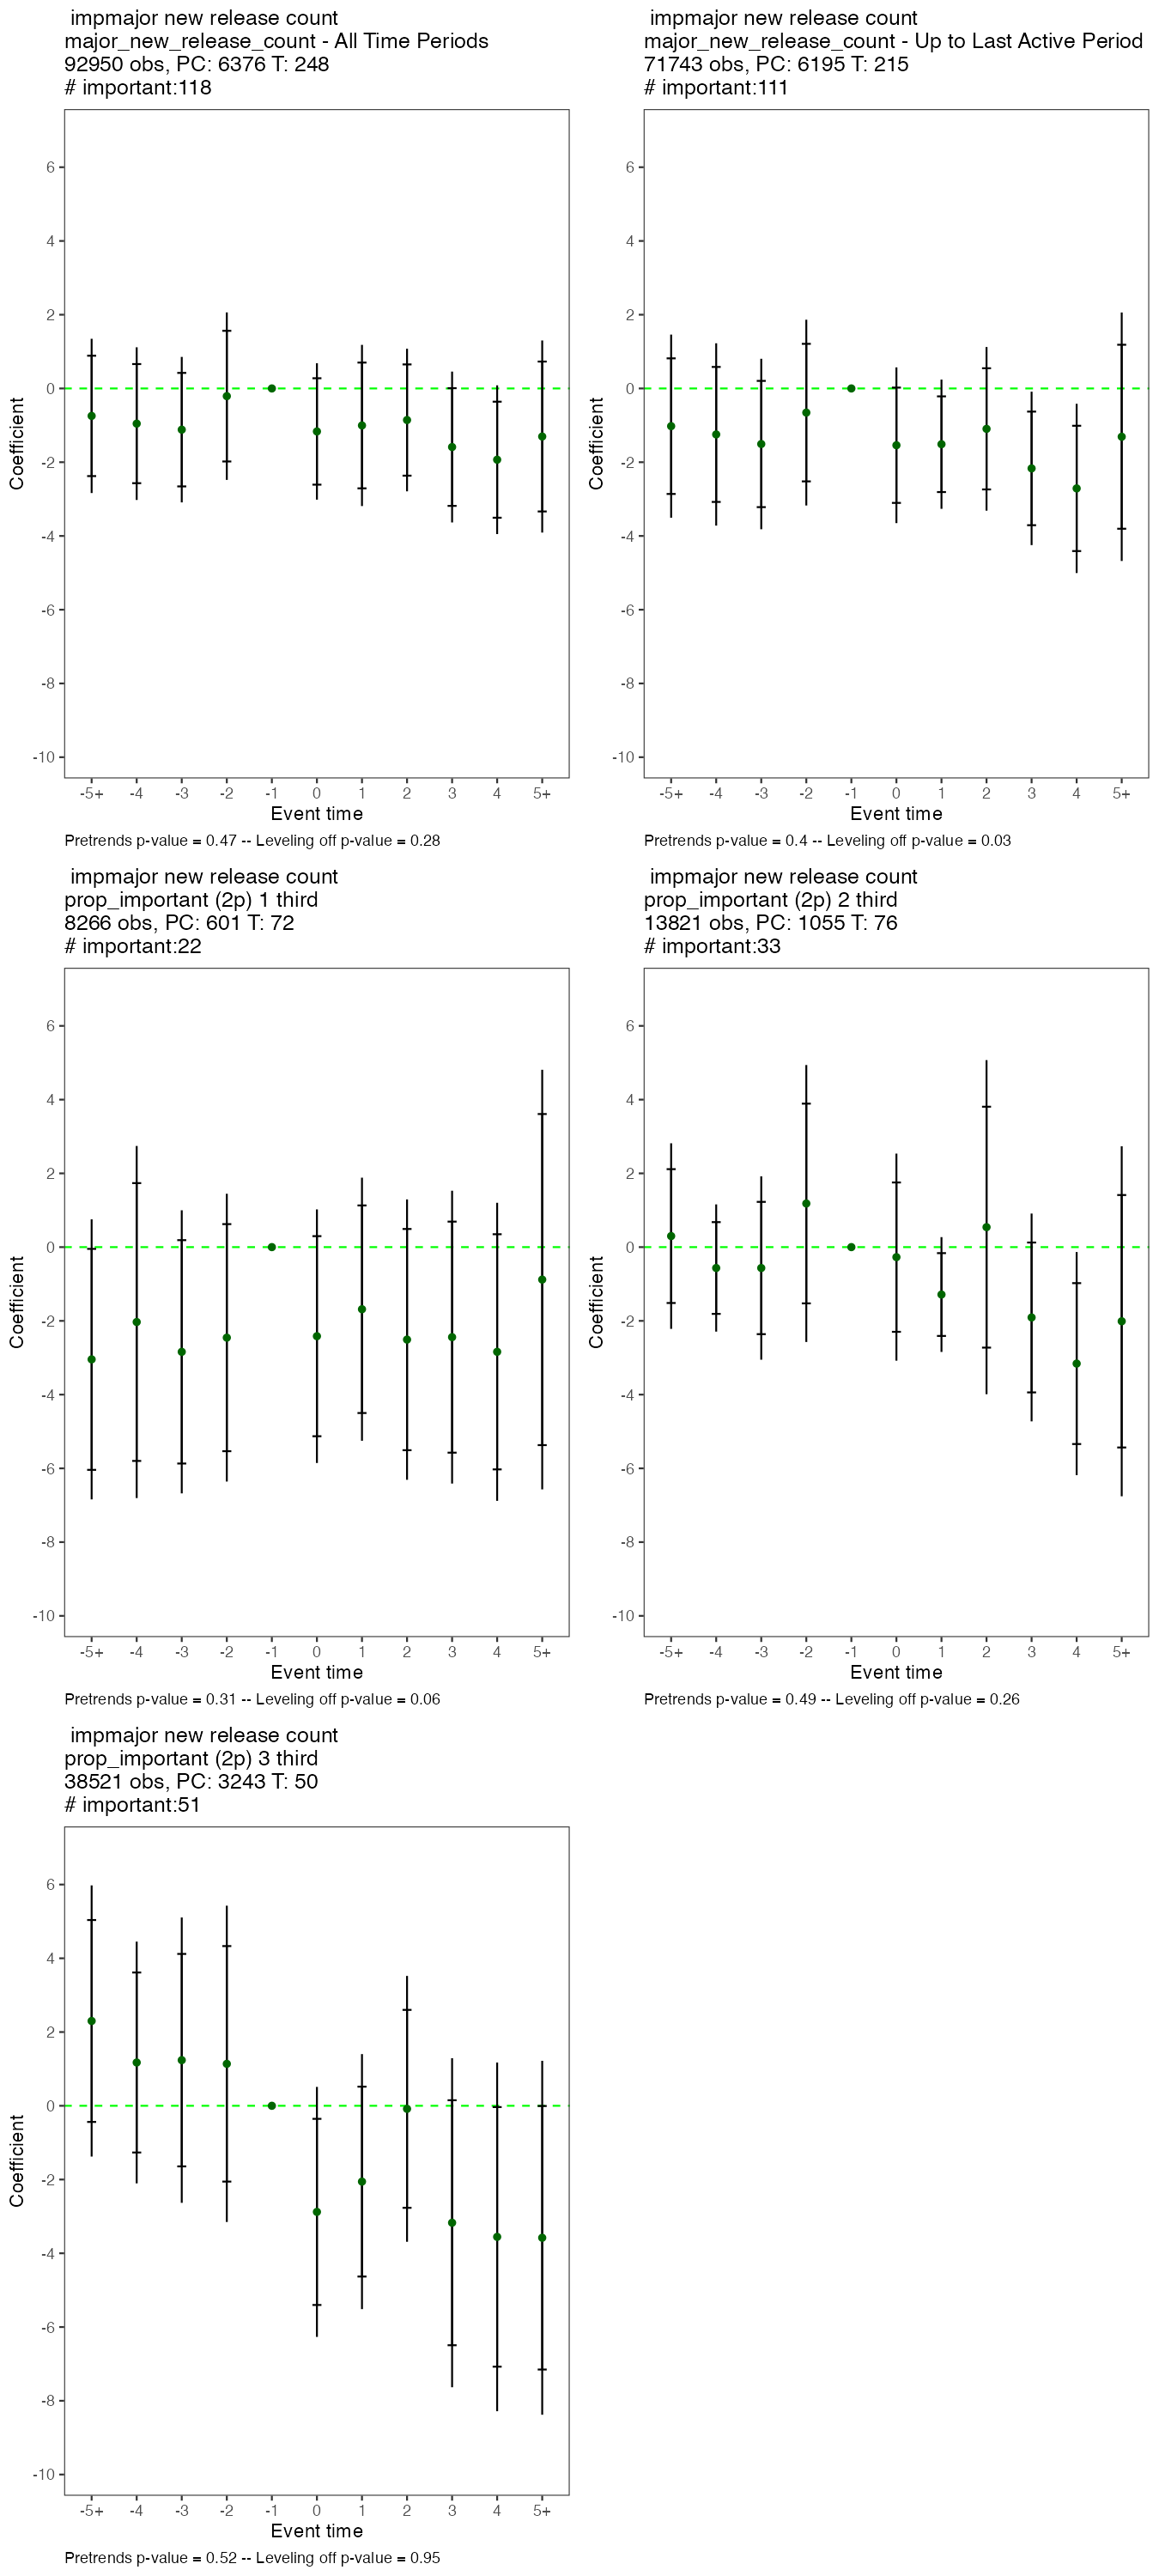 impmajor new release count
major_new_release_count - All Time Periods
92950 obs, PC: 6376 T: 248
# important:118
6
4
2
0
-2
-4
-6
-8
-10
Coefficient
-5+ -4 -3 -2 -1 0 1 2 3 4 5+
Event time
Pretrends p-value = 0.47 -- Leveling off p-value = 0.28
impmajor new release count
major_new_release_count - Up to Last Active Period
71743 obs, PC: 6195 T: 215
# important:111
6
4
2
0
-2
-4
-6
-8
-10
Coefficient
-5+ -4 -3 -2 -1 0 1 2 3 4 5+
Event time
Pretrends p-value = 0.4 -- Leveling off p-value = 0.03
impmajor new release count
prop_important (2p) 1 third
8266 obs, PC: 601 T: 72
# important:22
6
4
2
0
-2
-4
-6
-8
-10
Coefficient
-5+ -4 -3 -2 -1 0 1 2 3 4 5+
Event time
Pretrends p-value = 0.31 -- Leveling off p-value = 0.06
impmajor new release count
prop_important (2p) 2 third
13821 obs, PC: 1055 T: 76
# important:33
6
4
2
0
-2
-4
-6
-8
-10
Coefficient
-5+ -4 -3 -2 -1 0 1 2 3 4 5+
Event time
Pretrends p-value = 0.49 -- Leveling off p-value = 0.26
impmajor new release count
prop_important (2p) 3 third
38521 obs, PC: 3243 T: 50
# important:51
6
4
2
0
-2
-4
-6
-8
-10
Coefficient
-5+ -4 -3 -2 -1 0 1 2 3 4 5+
Event time
Pretrends p-value = 0.52 -- Leveling off p-value = 0.95